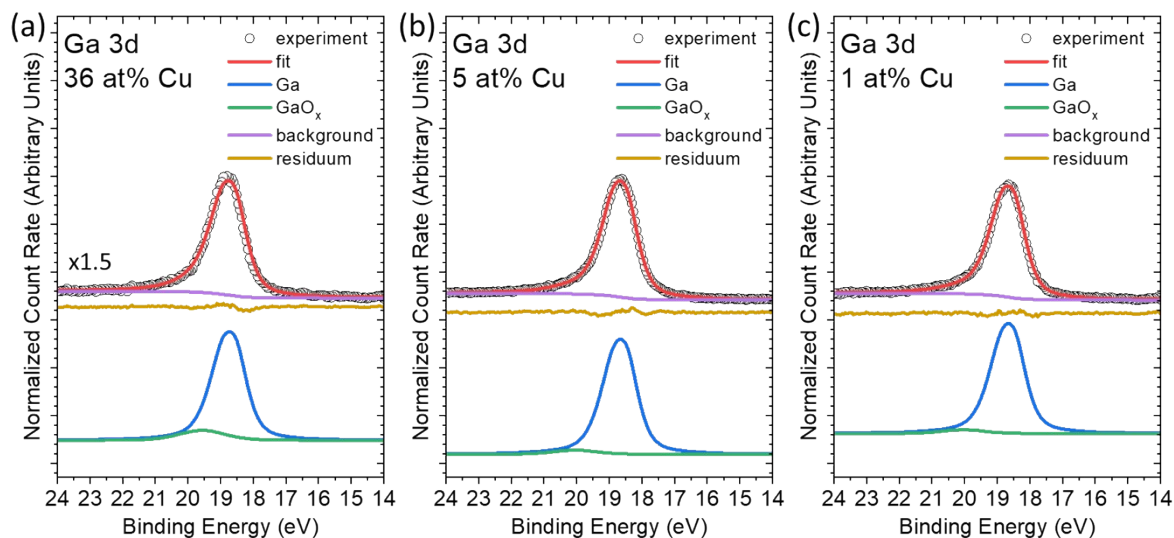 (a)
Ga 3d
36 at% Cu
experiment
fit
Ga
GaOₓ
background
residuum
x1.5
Normalized Count Rate (Arbitrary Units)
24 23 22 21 20 19 18 17 16 15 14
Binding Energy (eV)
(b)
Ga 3d
5 at% Cu
experiment
fit
Ga
GaOₓ
background
residuum
Normalized Count Rate (Arbitrary Units)
24 23 22 21 20 19 18 17 16 15 14
Binding Energy (eV)
(c)
Ga 3d
1 at% Cu
experiment
fit
Ga
GaOₓ
background
residuum
Normalized Count Rate (Arbitrary Units)
24 23 22 21 20 19 18 17 16 15 14
Binding Energy (eV)